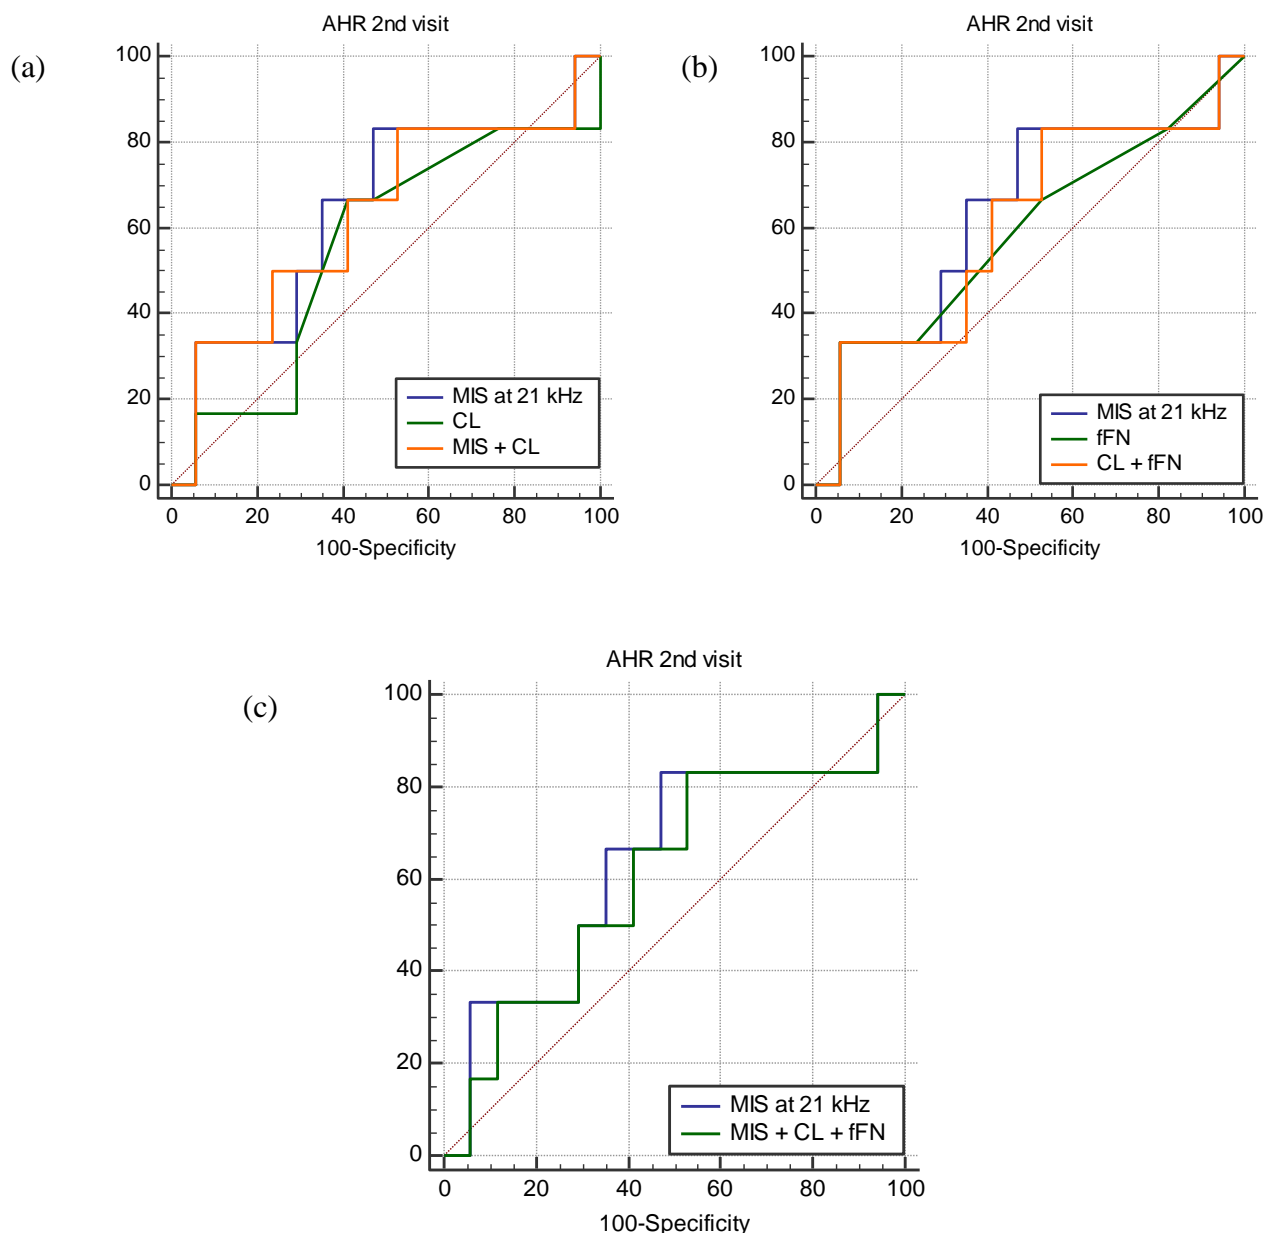 (a)
AHR 2nd visit
100
80
60
40
20
0
0 20 40 60 80 100
100-Specificity
MIS at 21 kHz
CL
MIS + CL
(b)
AHR 2nd visit
100
80
60
40
20
0
0 20 40 60 80 100
100-Specificity
MIS at 21 kHz
fFN
CL + fFN
(c)
AHR 2nd visit
100
80
60
40
20
0
0 20 40 60 80 100
100-Specificity
MIS at 21 kHz
MIS + CL + fFN